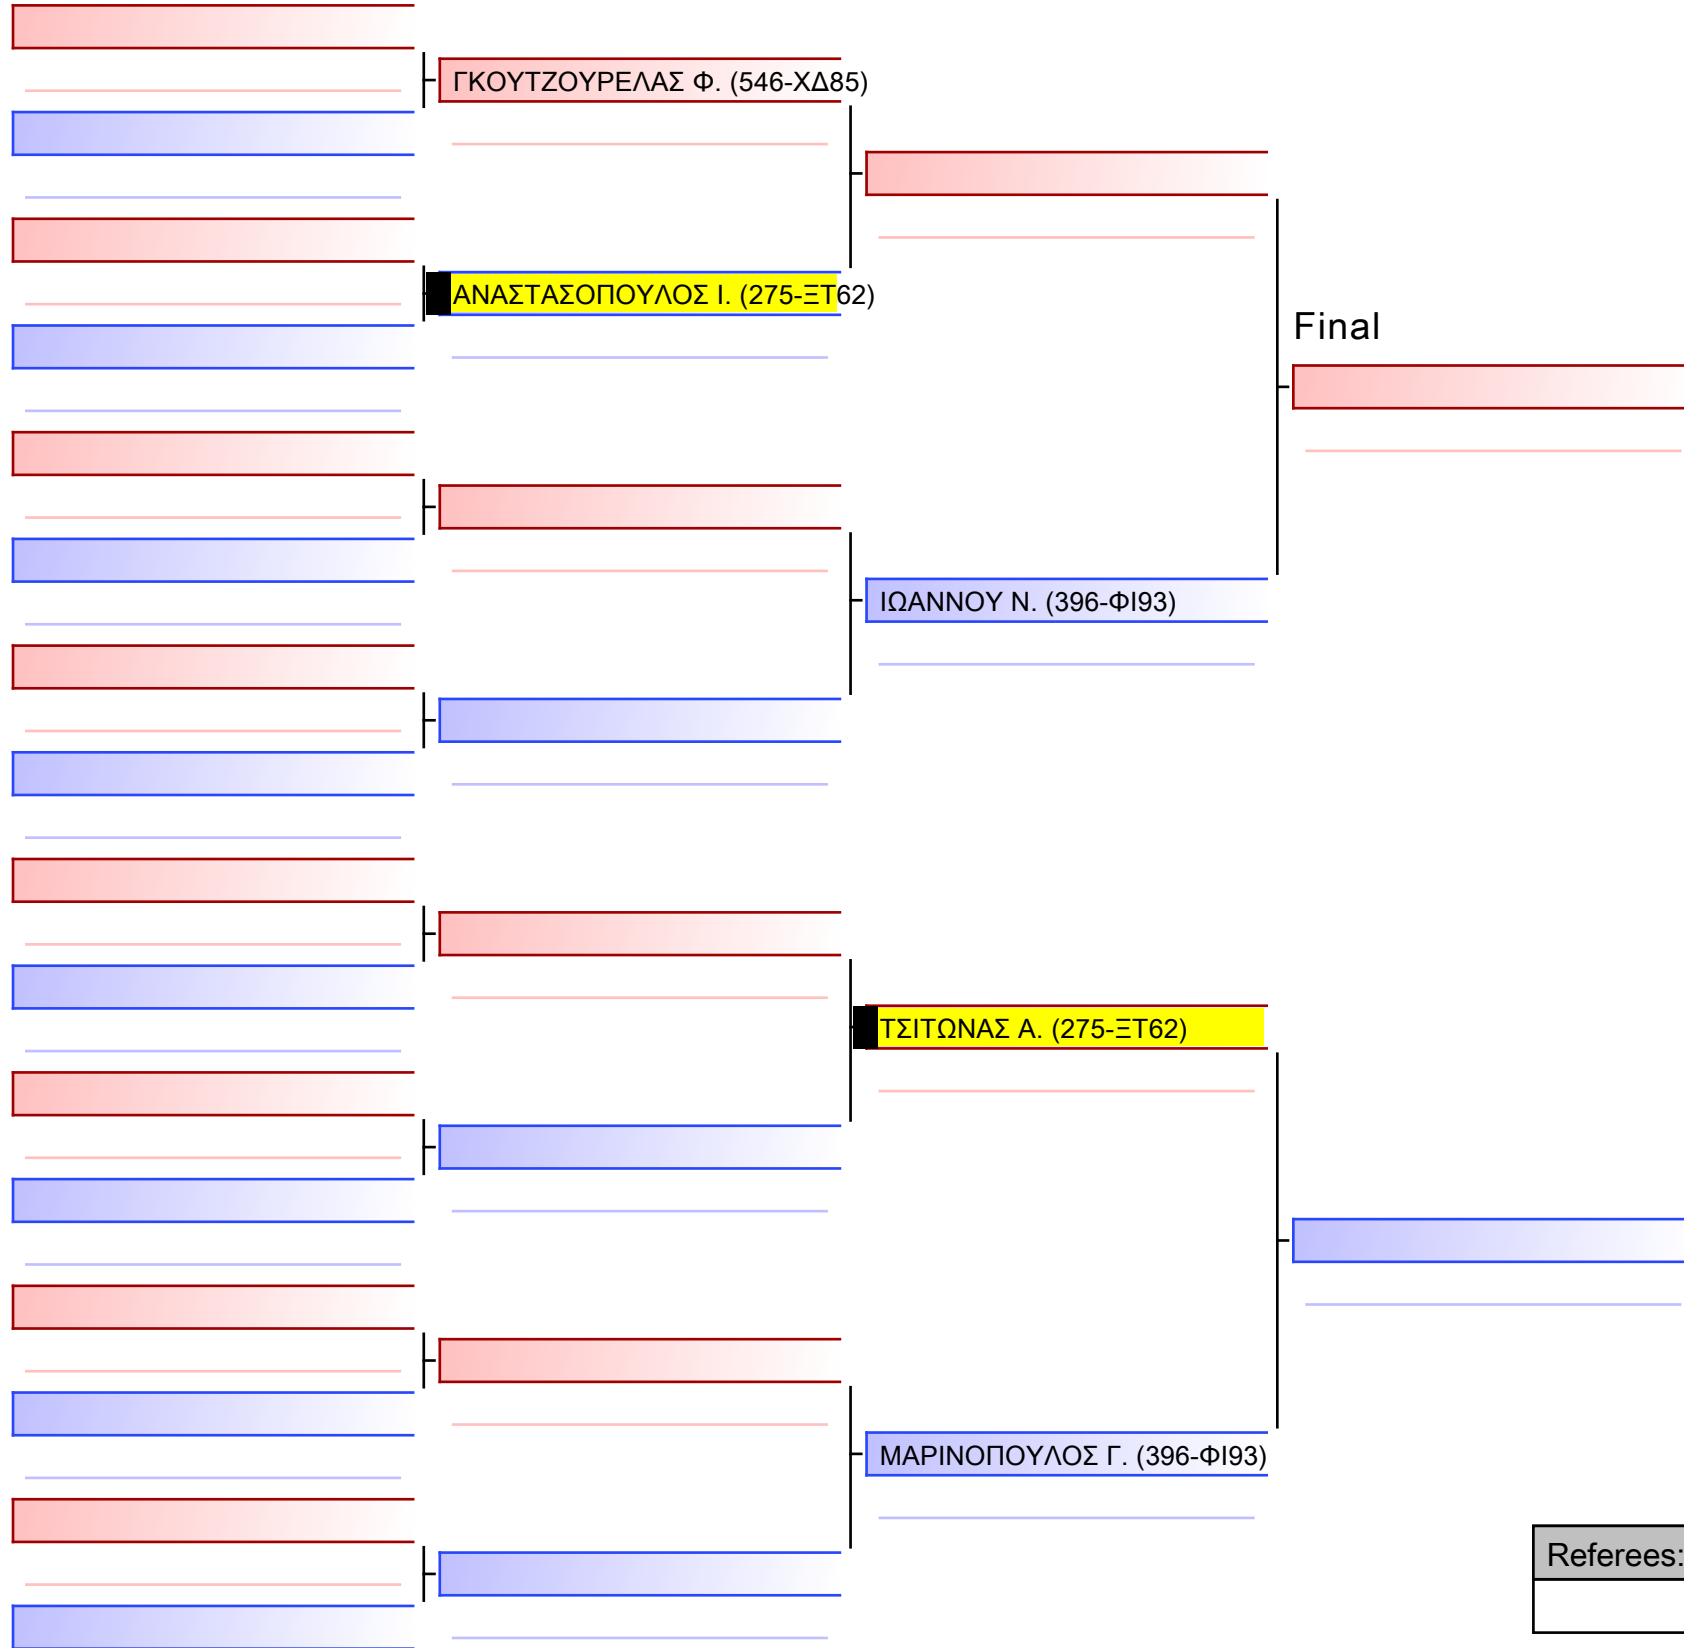 ΓΚΟΥΤΖΟΥΡΕΛΑΣ Φ. (546-ΧΔ85)
ΑΝΑΣΤΑΣΟΠΟΥΛΟΣ Ι. (275-ΞΤ62)
Final
ΙΩΑΝΝΟΥ Ν. (396-ΦΙ93)
ΤΣΙΤΩΝΑΣ Α. (275-ΞΤ62)
ΜΑΡΙΝΟΠΟΥΛΟΣ Γ. (396-ΦΙ93)
Referees: